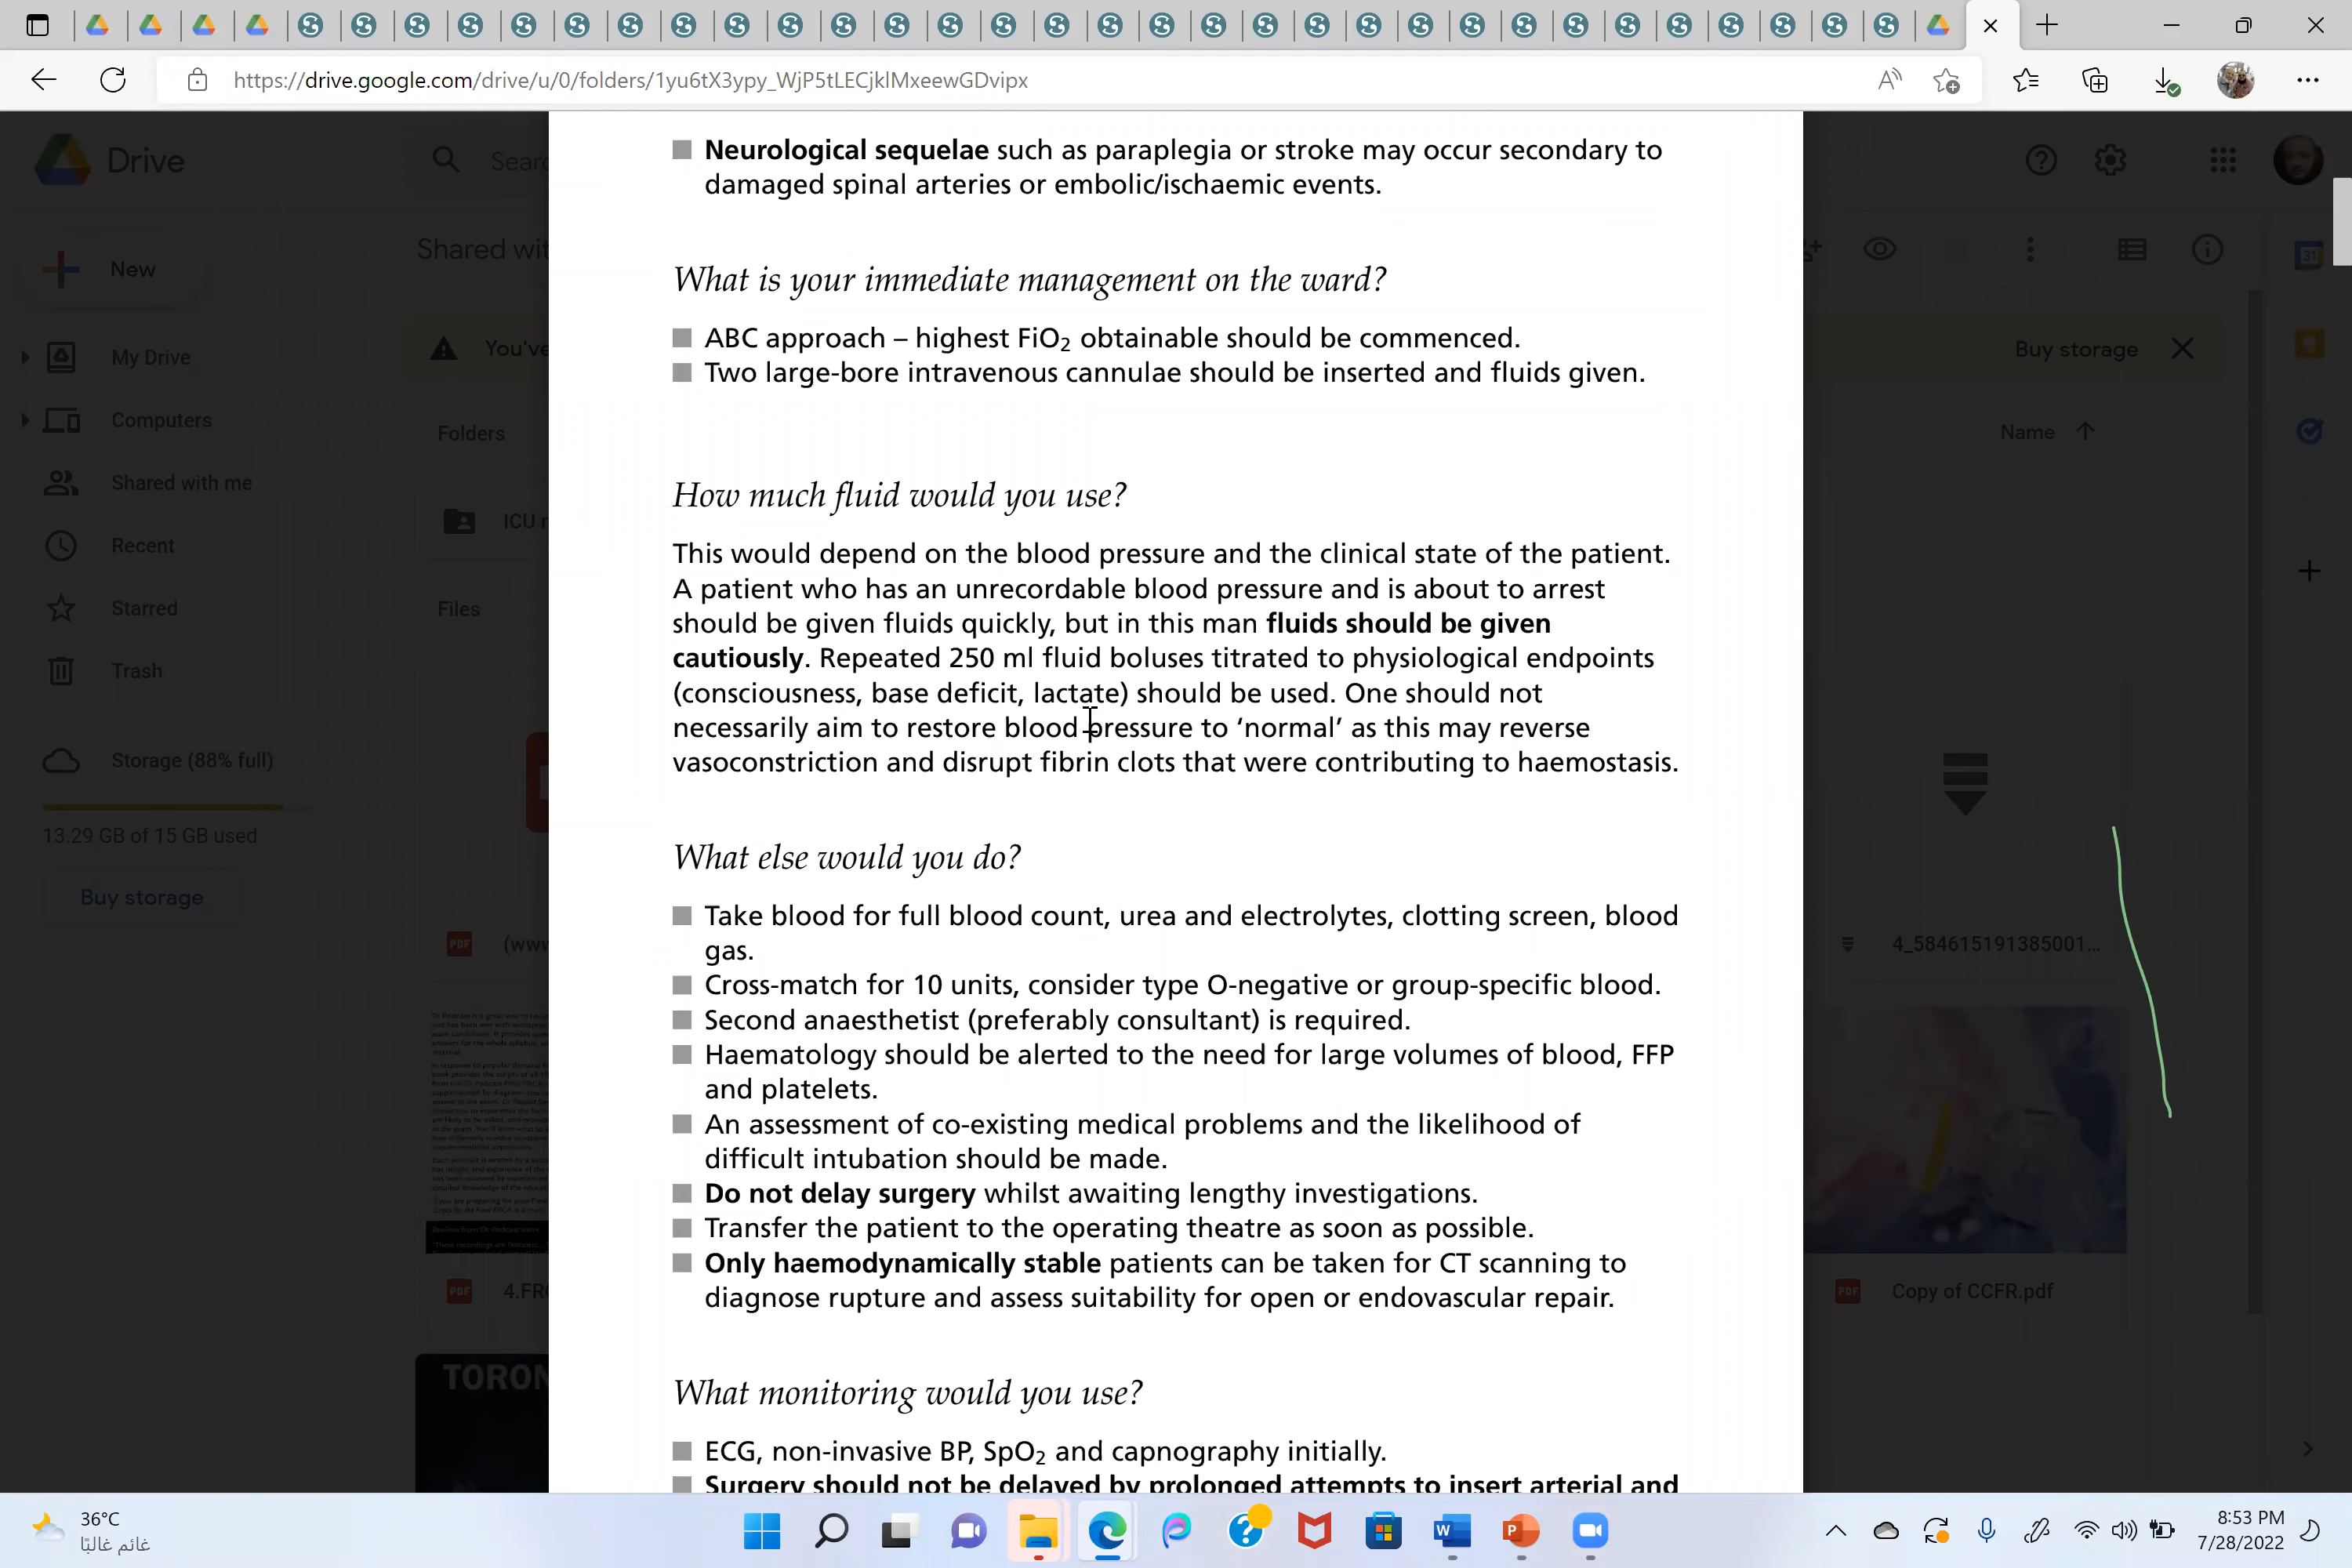 https://drive.google.com/drive/u/0/folders/1yu6tX3ypy_WjP5tLECjklMxeewGDvipx
Drive
Searc
New
My Drive
Computers
Shared with me
Recent
Starred
Trash
Storage (88% full)
13.29 GB of 15 GB used
Buy storage
Shared wit
You've
Folders
ICU r
Files
(www
4.FR
TORON
Neurological sequelae such as paraplegia or stroke may occur secondary to
damaged spinal arteries or embolic/ischaemic events.
What is your immediate management on the ward?
ABC approach – highest FiO₂ obtainable should be commenced.
Two large-bore intravenous cannulae should be inserted and fluids given.
How much fluid would you use?
This would depend on the blood pressure and the clinical state of the patient.
A patient who has an unrecordable blood pressure and is about to arrest
should be given fluids quickly, but in this man fluids should be given
cautiously. Repeated 250 ml fluid boluses titrated to physiological endpoints
(consciousness, base deficit, lactate) should be used. One should not
necessarily aim to restore blood pressure to ‘normal’ as this may reverse
vasoconstriction and disrupt fibrin clots that were contributing to haemostasis.
What else would you do?
Take blood for full blood count, urea and electrolytes, clotting screen, blood
gas.
Cross-match for 10 units, consider type O-negative or group-specific blood.
Second anaesthetist (preferably consultant) is required.
Haematology should be alerted to the need for large volumes of blood, FFP
and platelets.
An assessment of co-existing medical problems and the likelihood of
difficult intubation should be made.
Do not delay surgery whilst awaiting lengthy investigations.
Transfer the patient to the operating theatre as soon as possible.
Only haemodynamically stable patients can be taken for CT scanning to
diagnose rupture and assess suitability for open or endovascular repair.
What monitoring would you use?
ECG, non-invasive BP, SpO₂ and capnography initially.
Surgery should not be delayed by prolonged attempts to insert arterial and
Buy storage
Name
4_584615191385001...
PDF
Copy of CCFR.pdf
36°C
غائم غالبًا
8:53 PM
7/28/2022